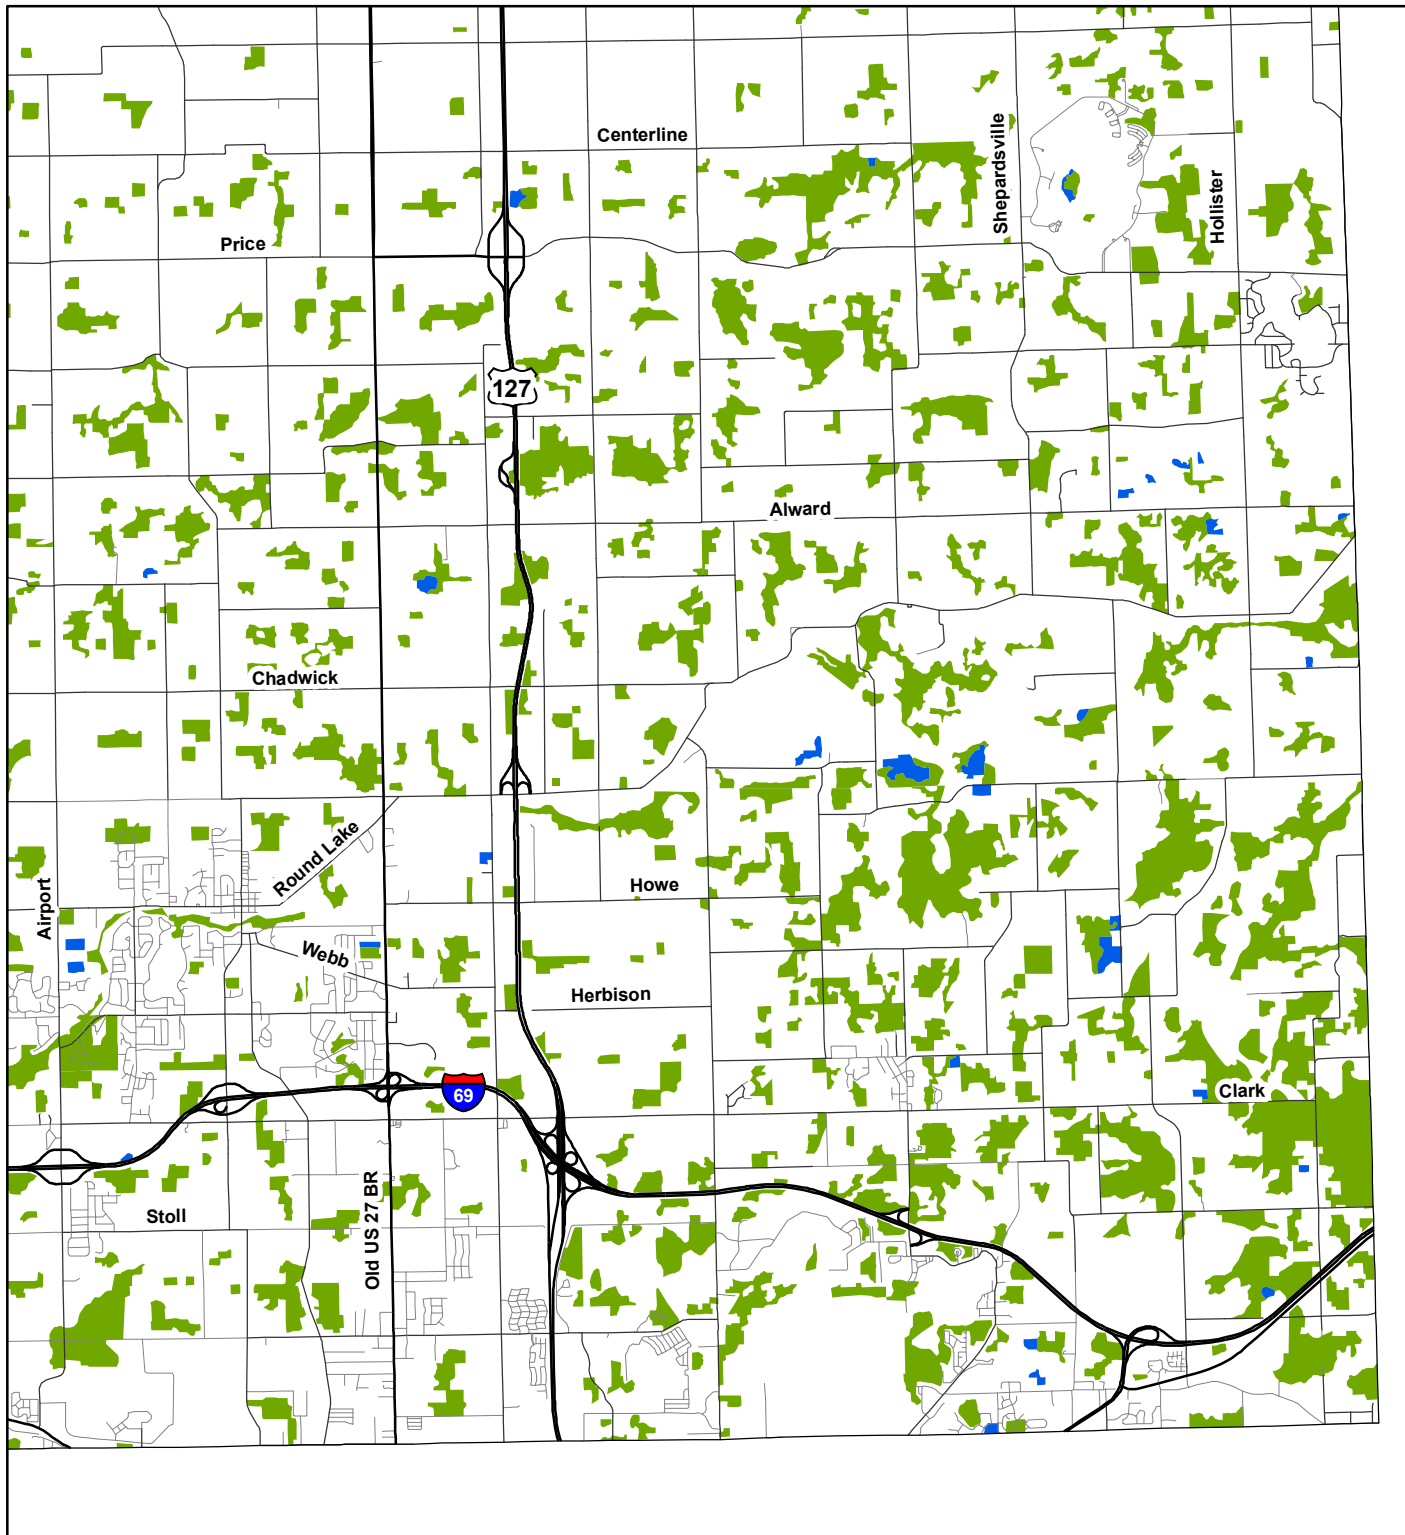 Centerline
Shepardsville
Hollister
Price
127
Alward
Chadwick
Round Lake
Howe
Airport
Webb
Herbison
69
Clark
Stoll
Old US 27 BR